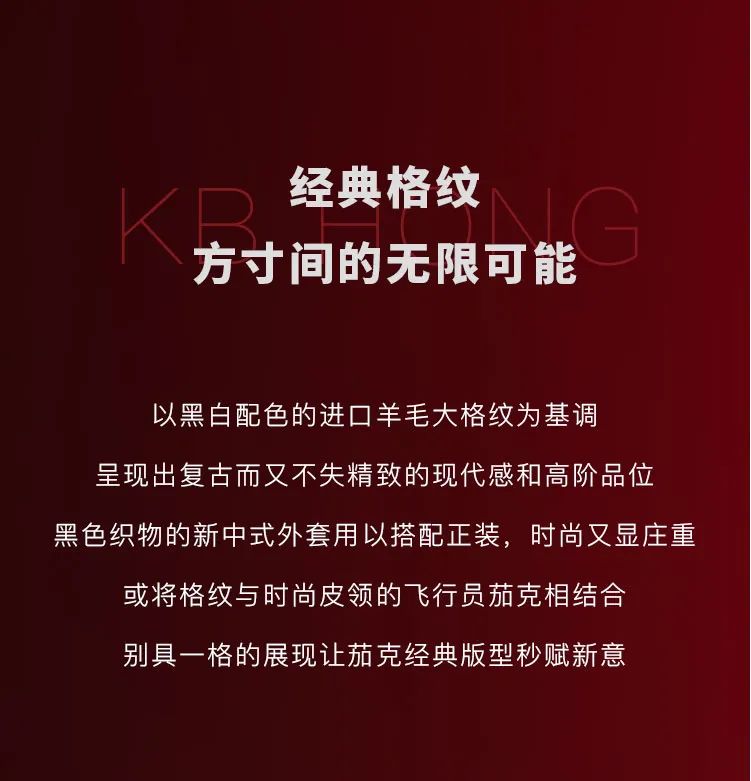 KB HONG
经典格纹
方寸间的无限可能
以黑白配色的进口羊毛大格纹为基调
呈现出复古而又不失精致的现代感和高阶品位
黑色织物的新中式外套用以搭配正装，时尚又显庄重
或将格纹与时尚皮领的飞行员茄克相结合
别具一格的展现让茄克经典版型秒赋新意